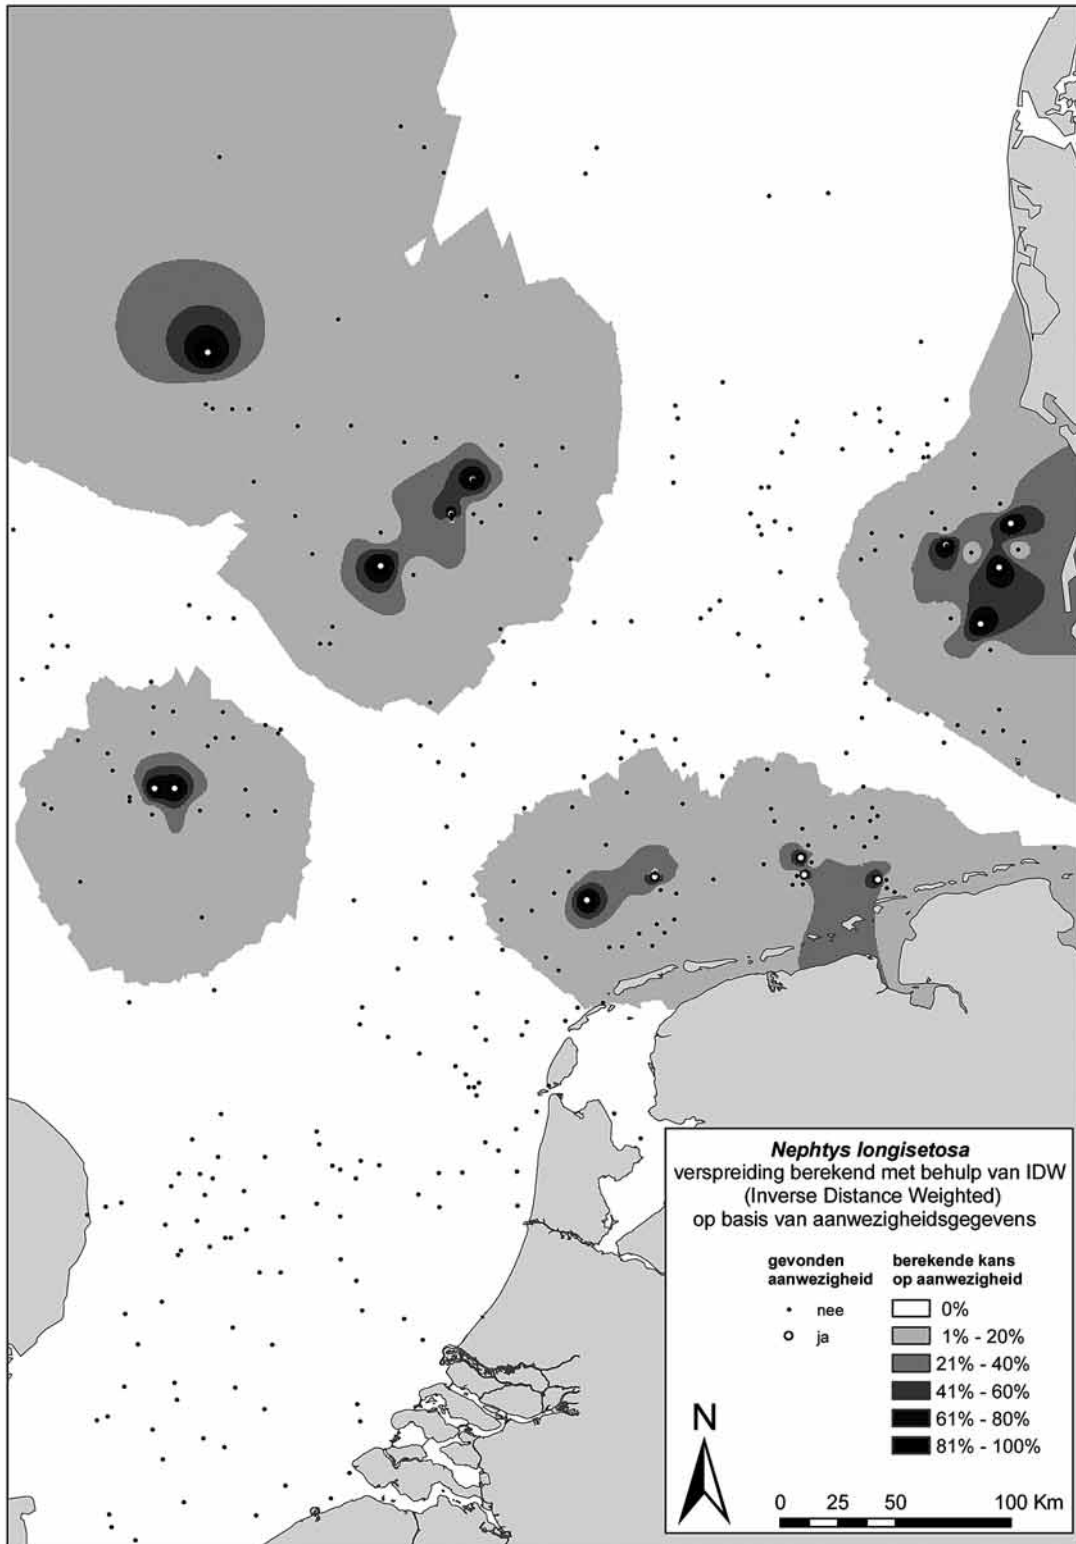 Nephtys longisetosa
verspreiding berekend met behulp van IDW
(Inverse Distance Weighted)
op basis van aanwezigheidsgegevens
gevonden
aanwezigheid
nee
ja
berekende kans
op aanwezigheid
0%
1% - 20%
21% - 40%
41% - 60%
61% - 80%
81% - 100%
N
0 25 50 100 Km